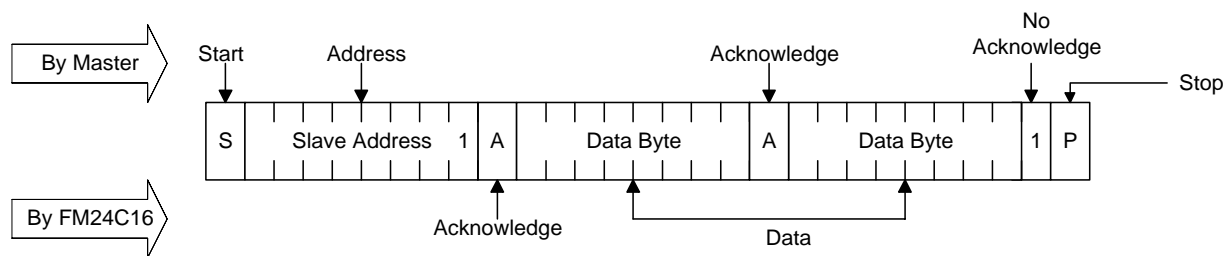 No
Acknowledge
By Master
Start
Address
Acknowledge
Stop
S
Slave Address
1
A
Data Byte
A
Data Byte
1
P
By FM24C16
Acknowledge
Data